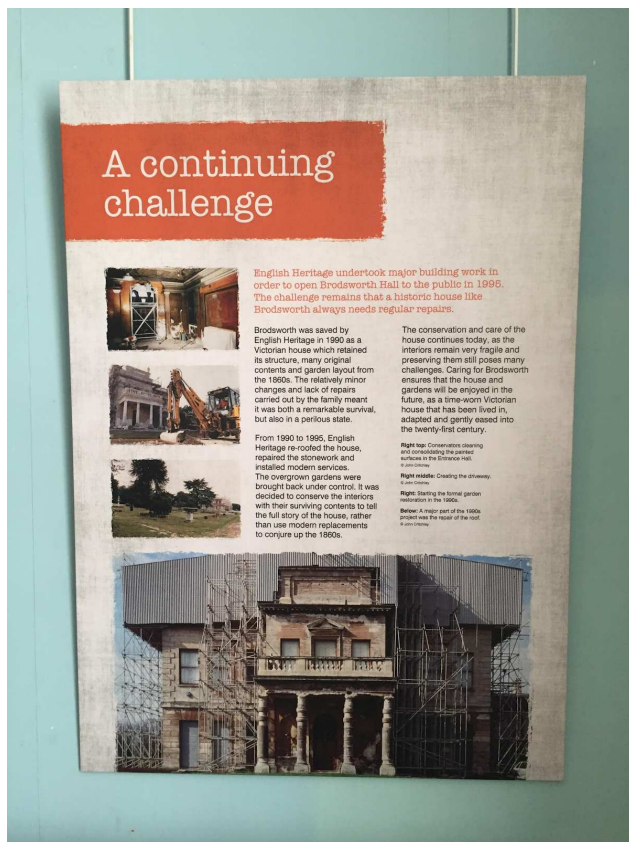 A continuing
challenge
English Heritage undertook major building work in
order to open Brodsworth Hall to the public in 1995.
The challenge remains that a historic house like
Brodsworth always needs regular repairs.
Brodsworth was saved by
English Heritage in 1990 as a
Victorian house which retained
its structure, many original
contents and garden layout from
the 1860s. The relatively minor
changes and lack of repairs
carried out by the family meant
it was both a remarkable survival,
but also in a perilous state.
From 1990 to 1995, English
Heritage re-roofed the house,
repaired the stonework and
installed modern services.
The overgrown gardens were
brought back under control. It was
decided to conserve the interiors
with their surviving contents to tell
the full story of the house, rather
than use modern replacements
to conjure up the 1860s.
The conservation and care of the
house continues today, as the
interiors remain very fragile and
preserving them still poses many
challenges. Caring for Brodsworth
ensures that the house and
gardens will be enjoyed in the
future, as a time-worn Victorian
house that has been lived in,
adapted and gently eased into
the twenty-first century.
Right top: Conservators cleaning
and consolidating the painted
surfaces in the Entrance Hall.
© John Critchley
Right middle: Creating the driveway.
© John Critchley
Right: Starting the formal garden
restoration in the 1990s.
Below: A major part of the 1990s
project was the repair of the roof.
© John Critchley